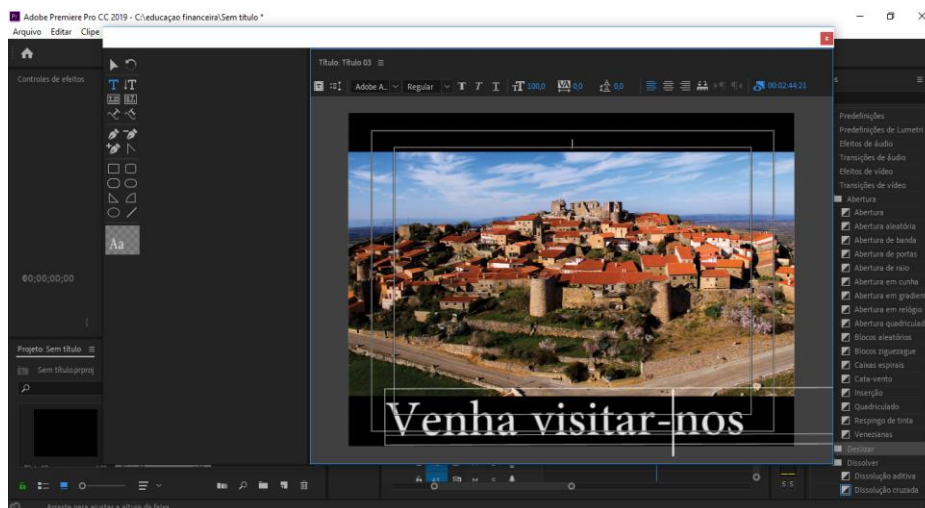 Adobe Premiere Pro CC 2019 - C:\educaçao financeira\Sem título *
Arquivo Editar Clipe
Controles de efeitos
Título: Título 03
Adobe A... Regular T T T 100,0 VA 0,0 0,0 00:02:44:21
Aa
00;00;00;00
Venha visitar-nos
Projeto: Sem título
Sem título.prproj
Predefinições
Predefinições de Lumetri
Efeitos de áudio
Transições de áudio
Efeitos de vídeo
Transições de vídeo
Abertura
Abertura
Abertura aleatória
Abertura de banda
Abertura de portas
Abertura de raio
Abertura em cunha
Abertura em gradien
Abertura em relógio
Abertura quadriculad
Blocos aleatórios
Blocos ziguezague
Caixas espirais
Cata-vento
Inserção
Quadriculado
Respingo de tinta
Venezianas
Deslizar
Dissolver
Dissolução aditiva
Dissolução cruzada
S S
Arraste para ajustar a altura da faixa.